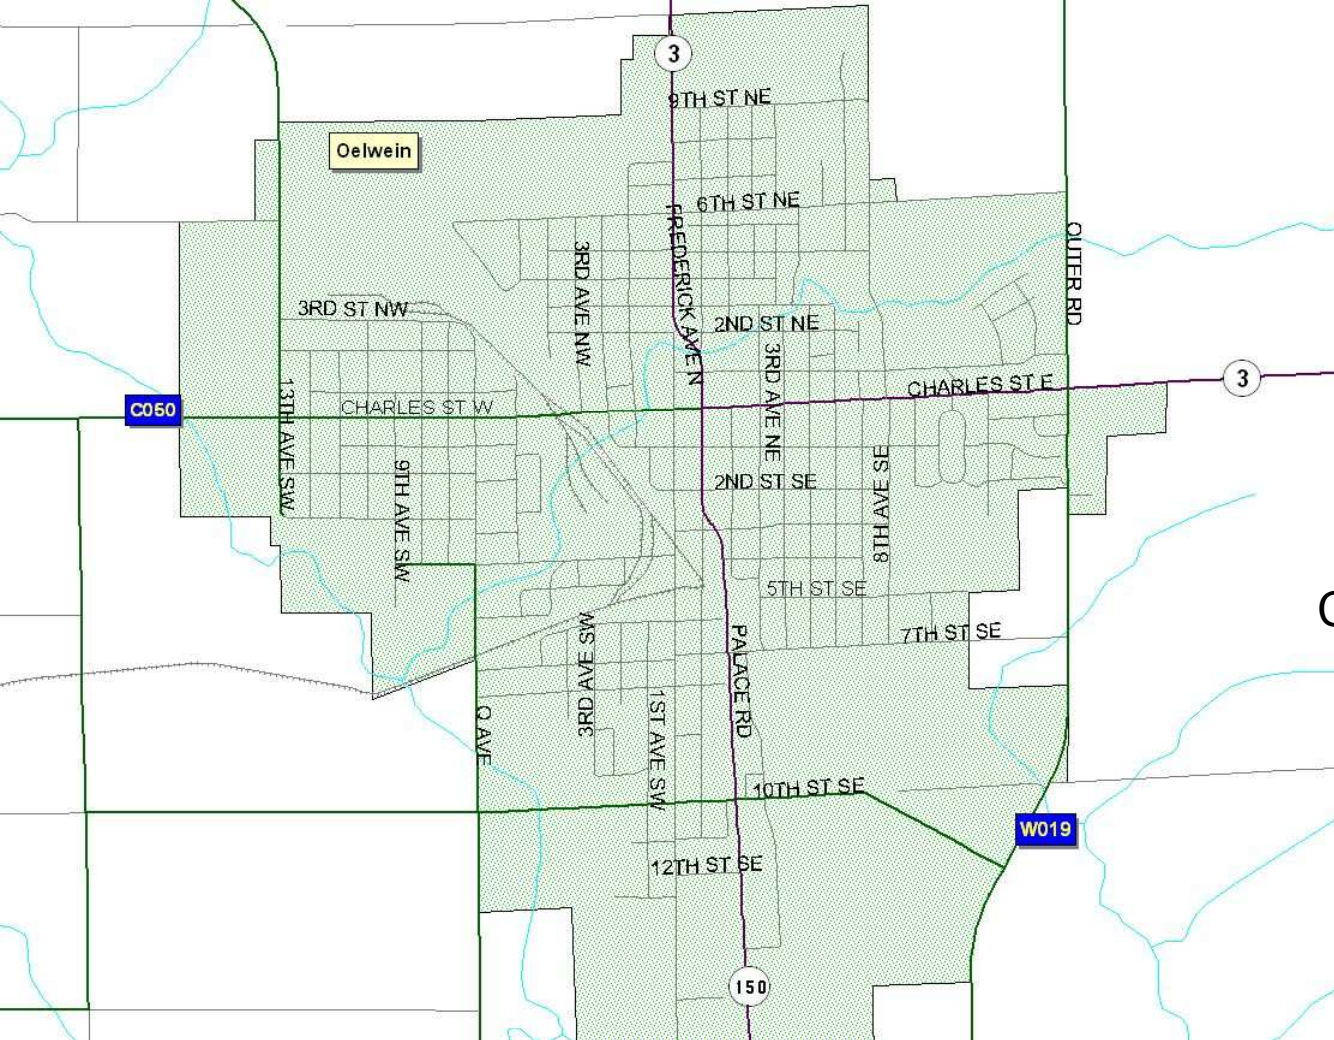 3
9TH ST NE
Oelwein
6TH ST NE
FREDERICK AVE N
OUTER RD
3RD AVE NW
3RD ST NW
2ND ST NE
3RD AVE NE
3
CHARLES ST E
C050
13TH AVE SW
CHARLES ST W
9TH AVE SW
2ND ST SE
8TH AVE SE
5TH ST SE
7TH ST SE
3RD AVE SW
PALACE RD
1ST AVE SW
Q AVE
10TH ST SE
W019
12TH ST SE
150